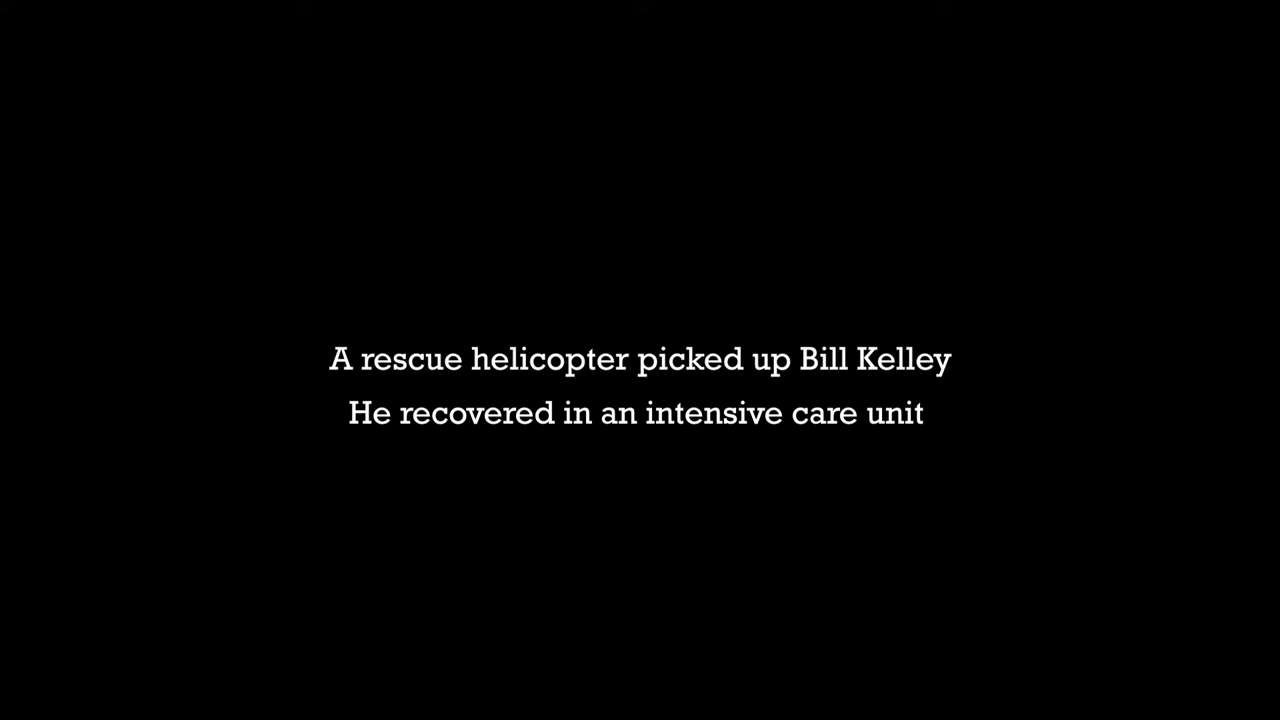 A rescue helicopter picked up Bill Kelley
He recovered in an intensive care unit